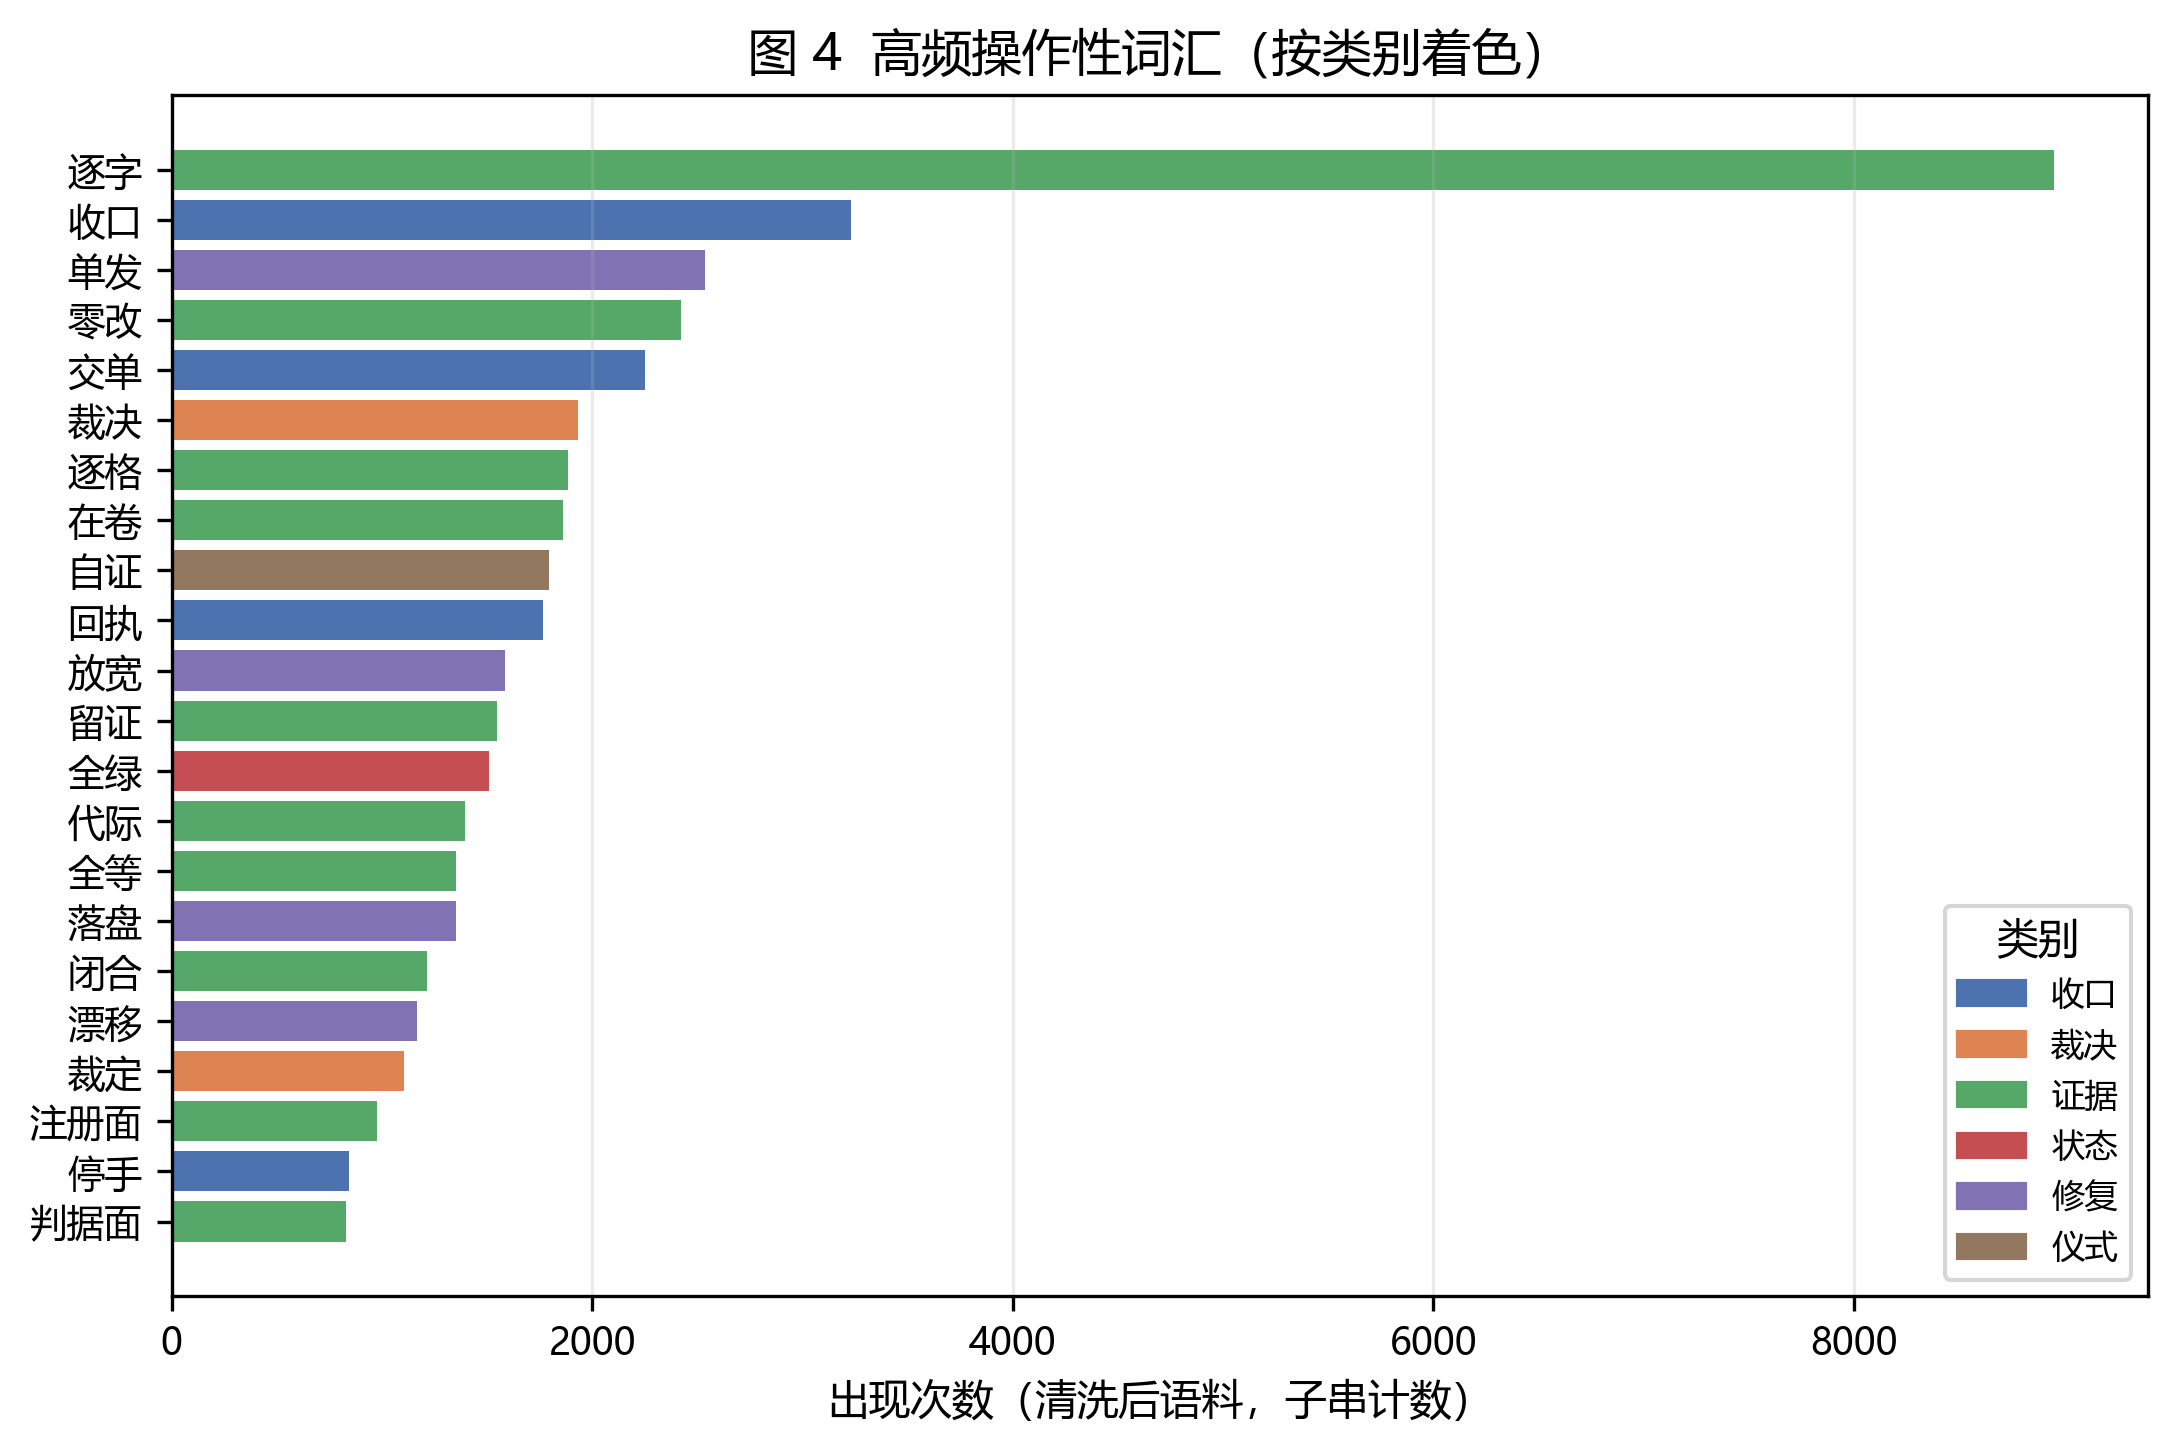 图 4  高频操作性词汇（按类别着色）
逐字
收口
单发
零改
交单
裁决
逐格
在卷
自证
回执
放宽
留证
全绿
代际
全等
落盘
闭合
漂移
裁定
注册面
停手
判据面
类别
收口
裁决
证据
状态
修复
仪式
0 2000 4000 6000 8000
出现次数（清洗后语料，子串计数）